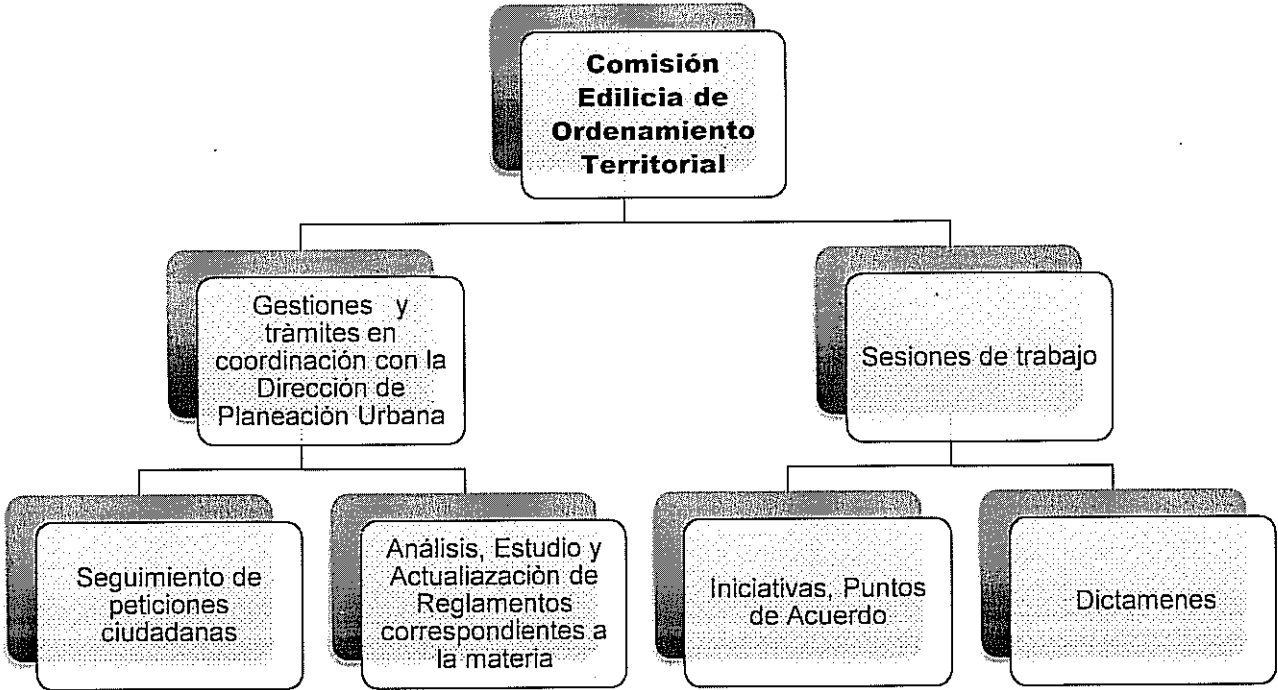 Comisión
Edilicia de
Ordenamiento
Territorial
Gestiones y
tràmites en
coordinación con la
Dirección de
Planeación Urbana
Sesiones de trabajo
Seguimiento de
peticiones
ciudadanas
Análisis, Estudio y
Actualiazaciòn de
Reglamentos
correspondientes a
la materia
Iniciativas, Puntos
de Acuerdo
Dictamenes